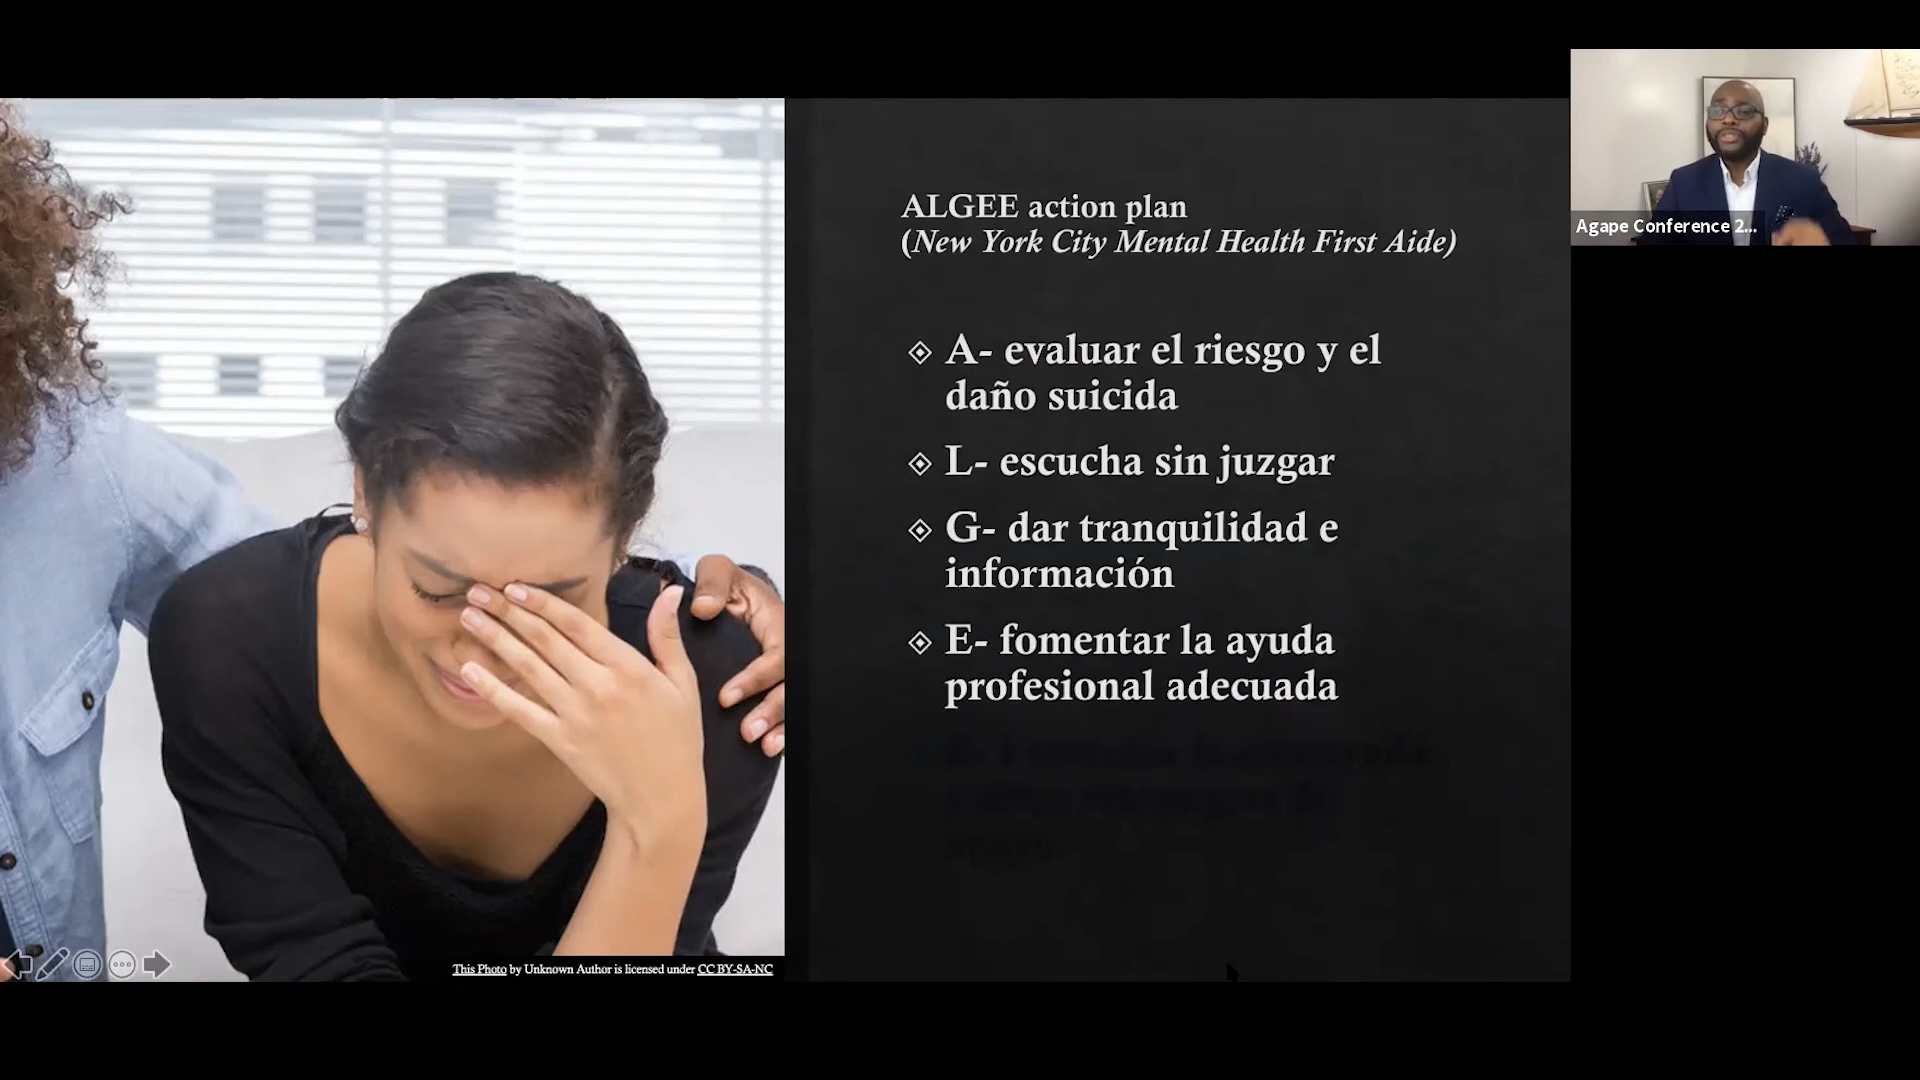 ALGEE action plan
(New York City Mental Health First Aide)
A- evaluar el riesgo y el
daño suicida
L- escucha sin juzgar
G- dar tranquilidad e
información
E- fomentar la ayuda
profesional adecuada
This Photo by Unknown Author is licensed under CC BY-SA-NC
Agape Conference 2...